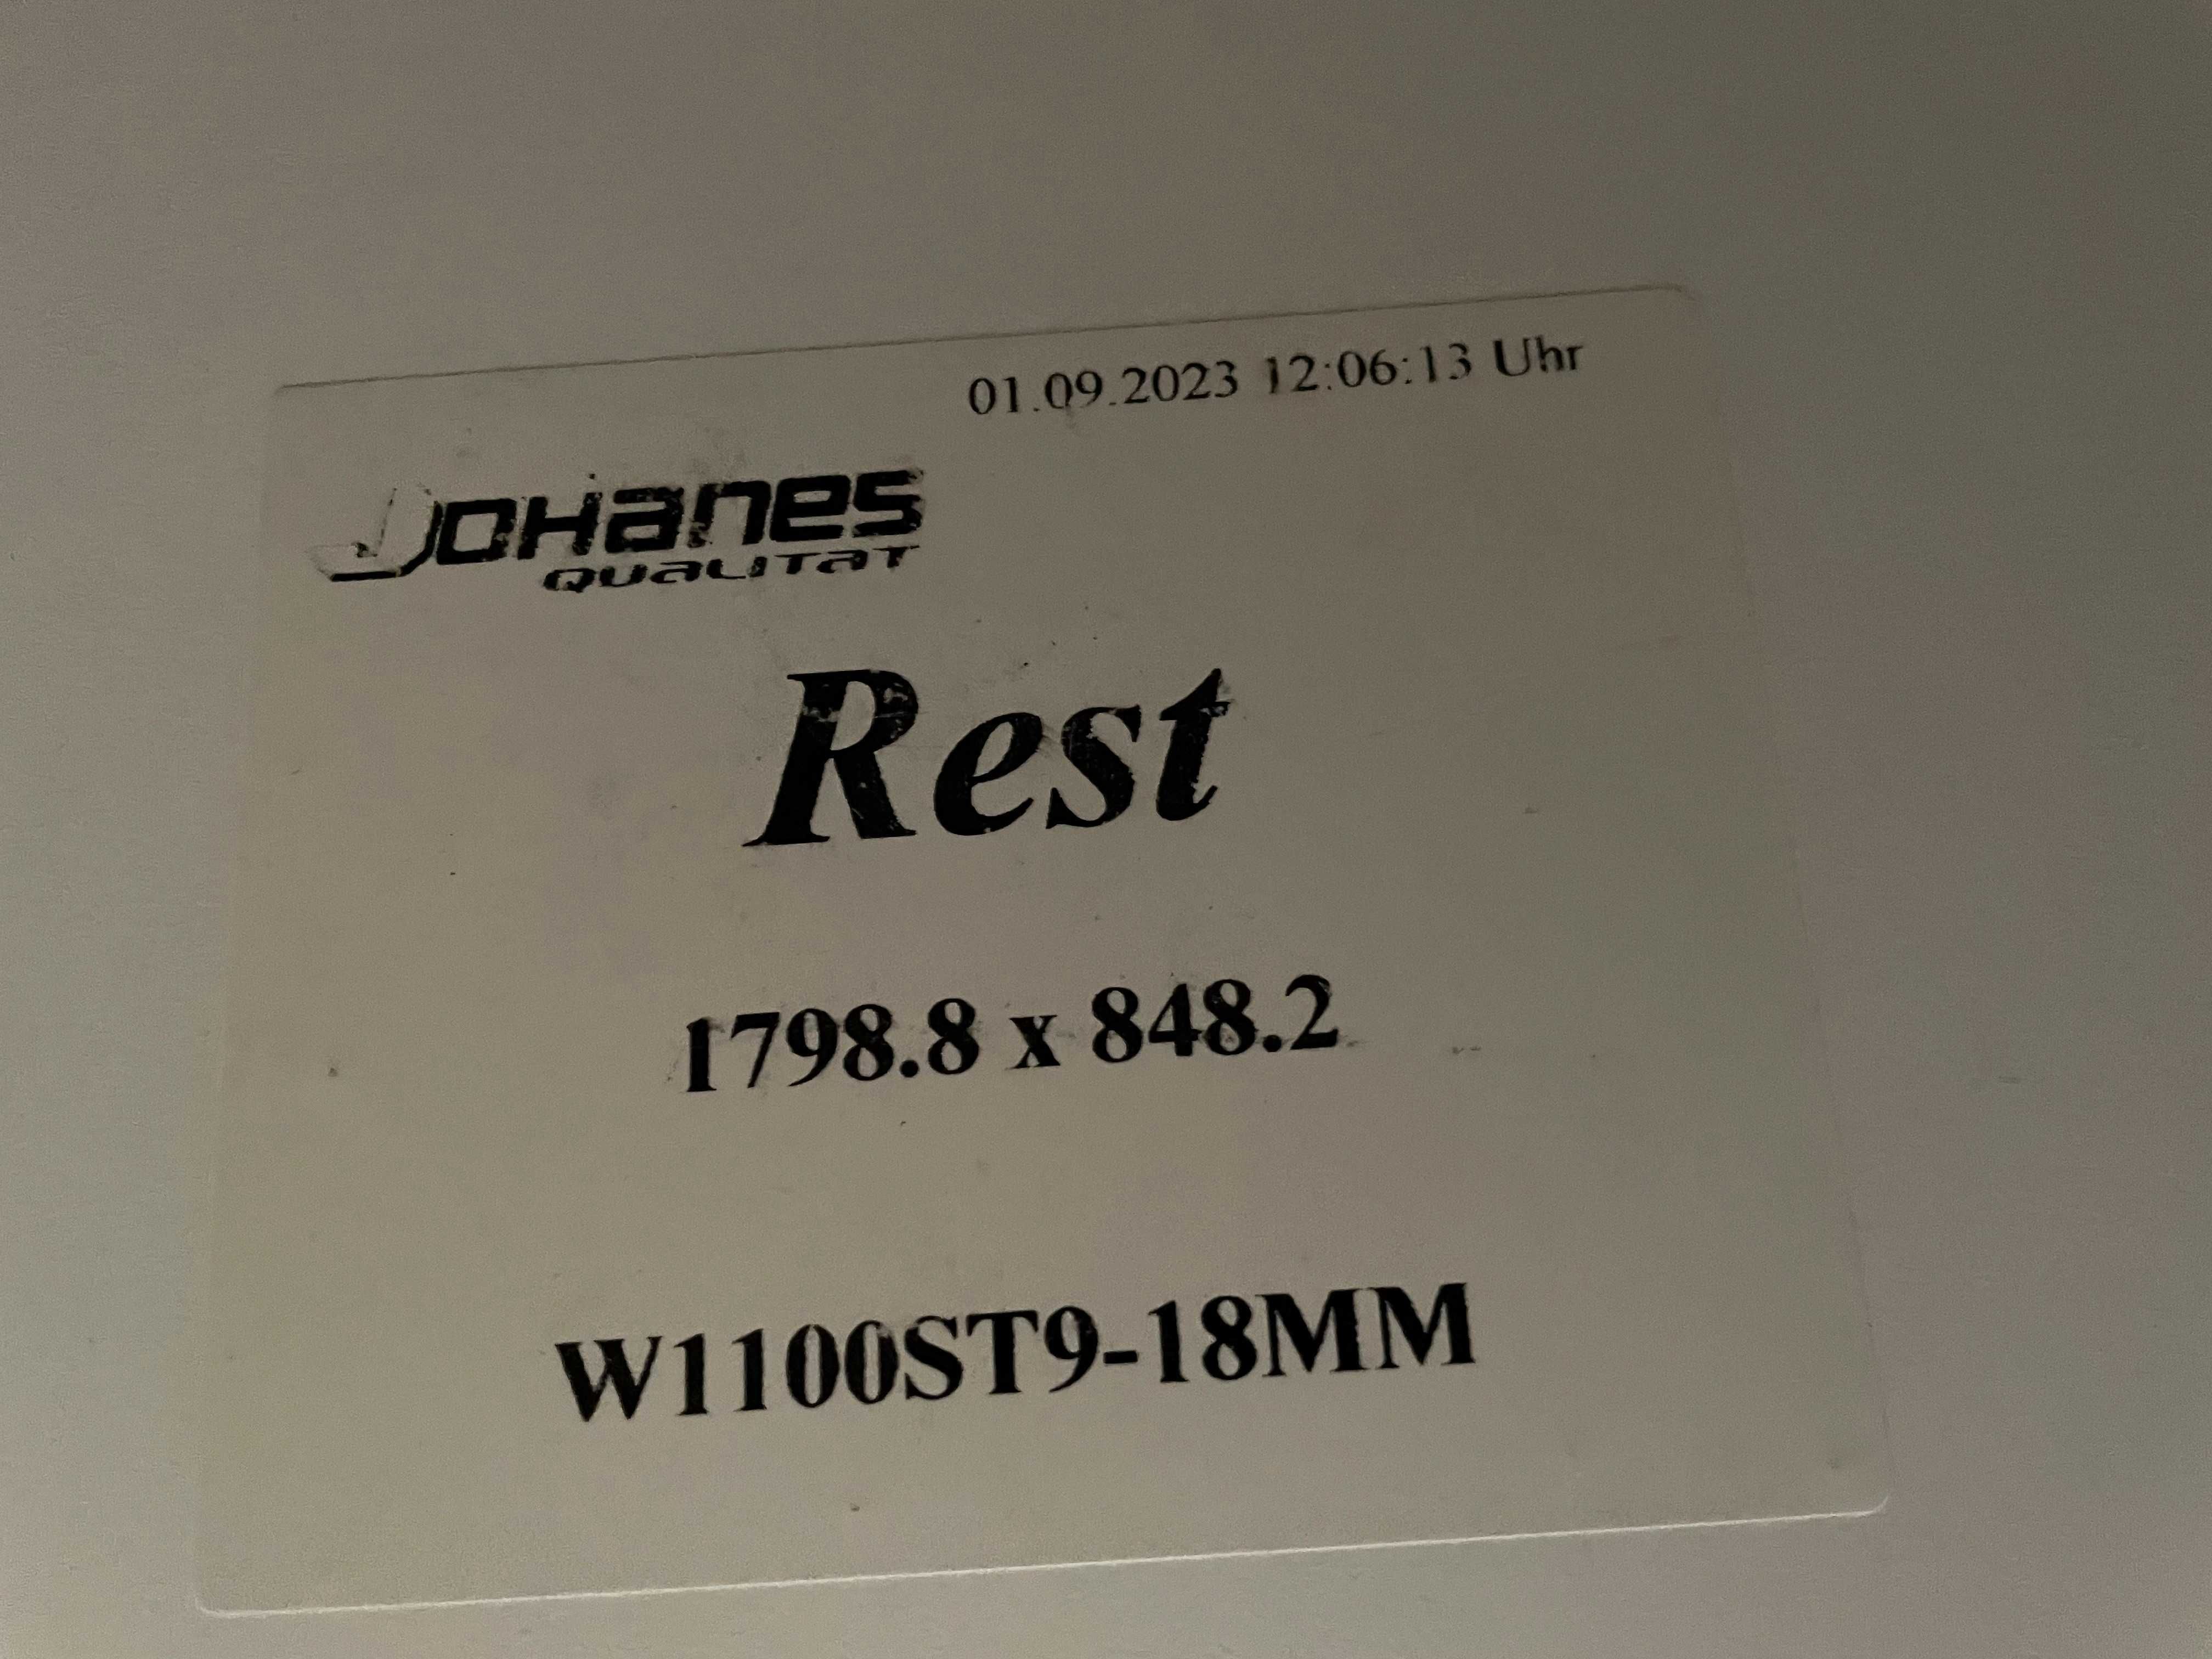 01.09.2023 12:06:13 Uhr
JOHanes
QUALITaT
Rest
1798.8 x 848.2
W1100ST9-18MM